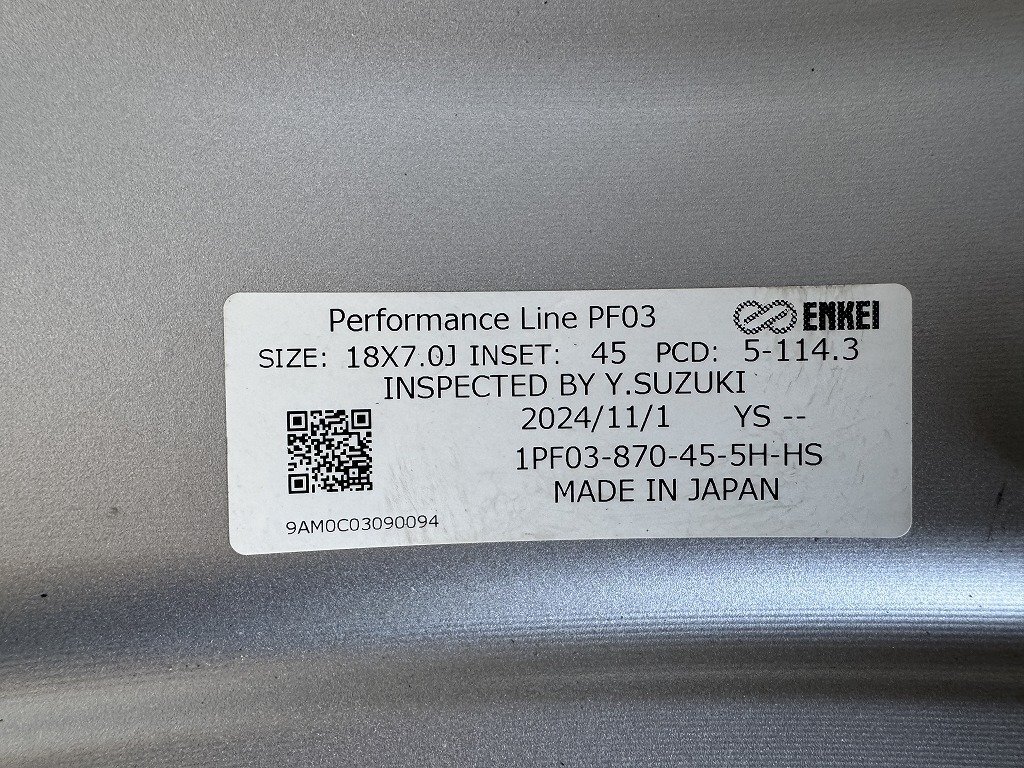 Performance Line PF03 ENKEI
SIZE: 18X7.0J INSET: 45 PCD: 5-114.3
INSPECTED BY Y.SUZUKI
2024/11/1 YS --
1PF03-870-45-5H-HS
MADE IN JAPAN
9AM0C03090094